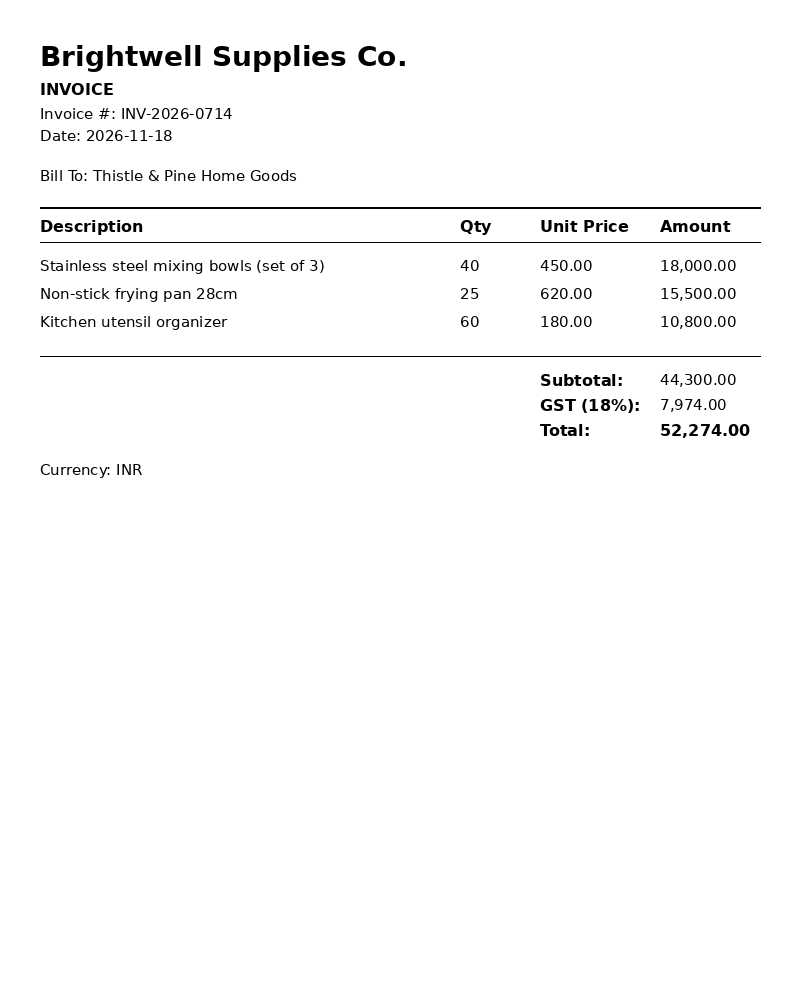 Brightwell Supplies Co.
INVOICE
Invoice #: INV-2026-0714
Date: 2026-11-18
Bill To: Thistle & Pine Home Goods
Description Qty Unit Price Amount
Stainless steel mixing bowls (set of 3) 40 450.00 18,000.00
Non-stick frying pan 28cm 25 620.00 15,500.00
Kitchen utensil organizer 60 180.00 10,800.00
Subtotal: 44,300.00
GST (18%): 7,974.00
Total: 52,274.00
Currency: INR